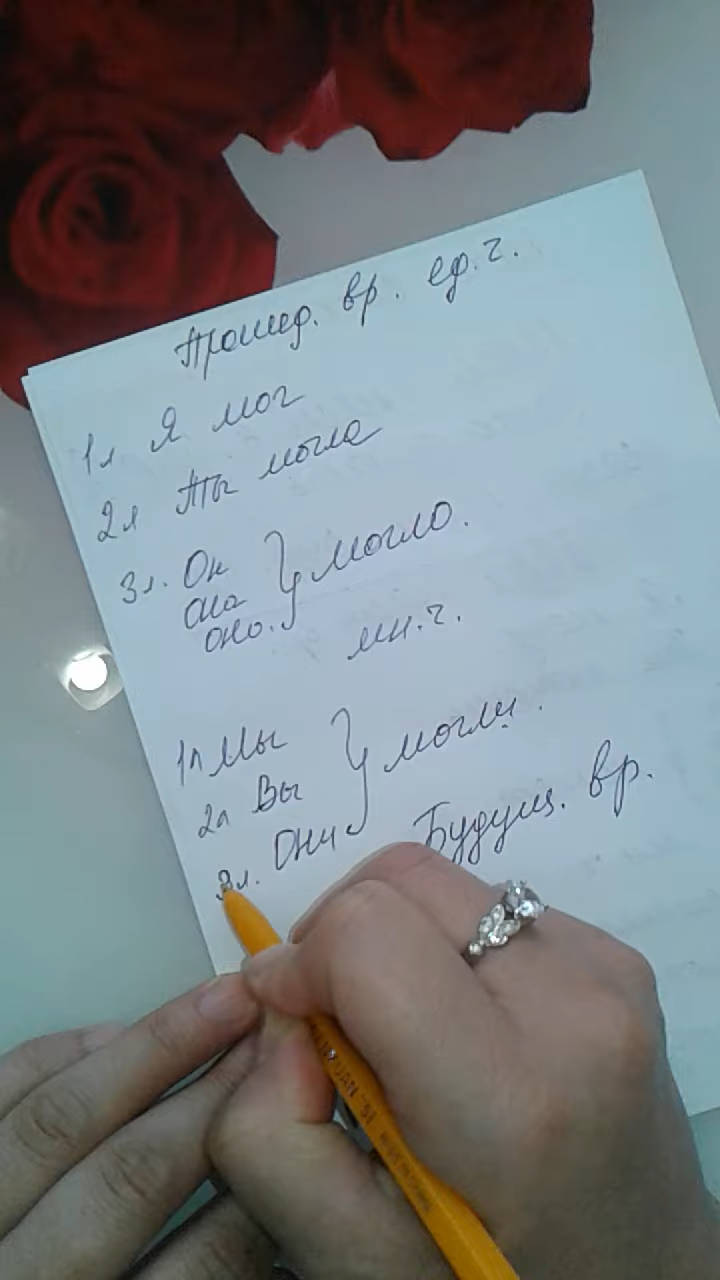 Прошед. вр. ед.ч.
1л Я мог
2л Ты могла
3л. Он
она
оно.
могло.
мн.ч.
1л Мы
2л Вы
3л. Они
могли.
Будущ. вр.